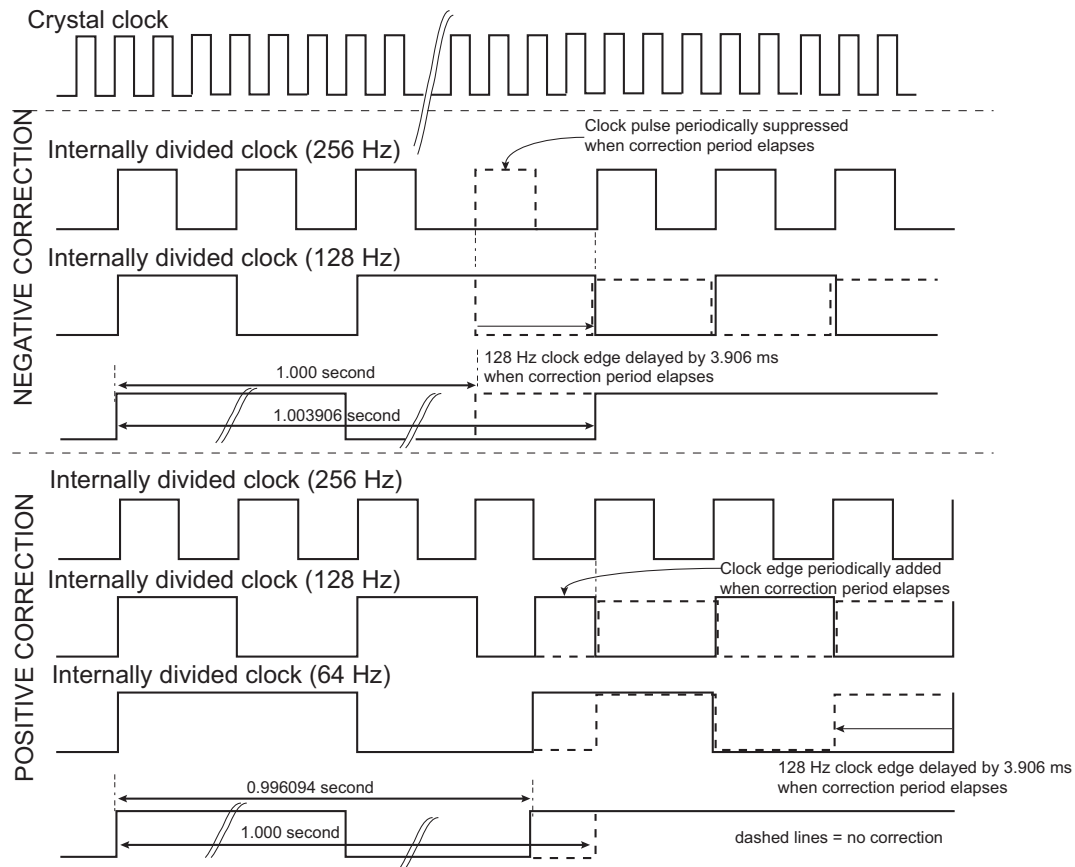 Crystal clock
NEGATIVE CORRECTION
Clock pulse periodically suppressed
when correction period elapses
Internally divided clock (256 Hz)
Internally divided clock (128 Hz)
128 Hz clock edge delayed by 3.906 ms
when correction period elapses
1.000 second
1.003906 second
POSITIVE CORRECTION
Internally divided clock (256 Hz)
Internally divided clock (128 Hz)
Clock edge periodically added
when correction period elapses
Internally divided clock (64 Hz)
128 Hz clock edge delayed by 3.906 ms
when correction period elapses
0.996094 second
1.000 second
dashed lines = no correction